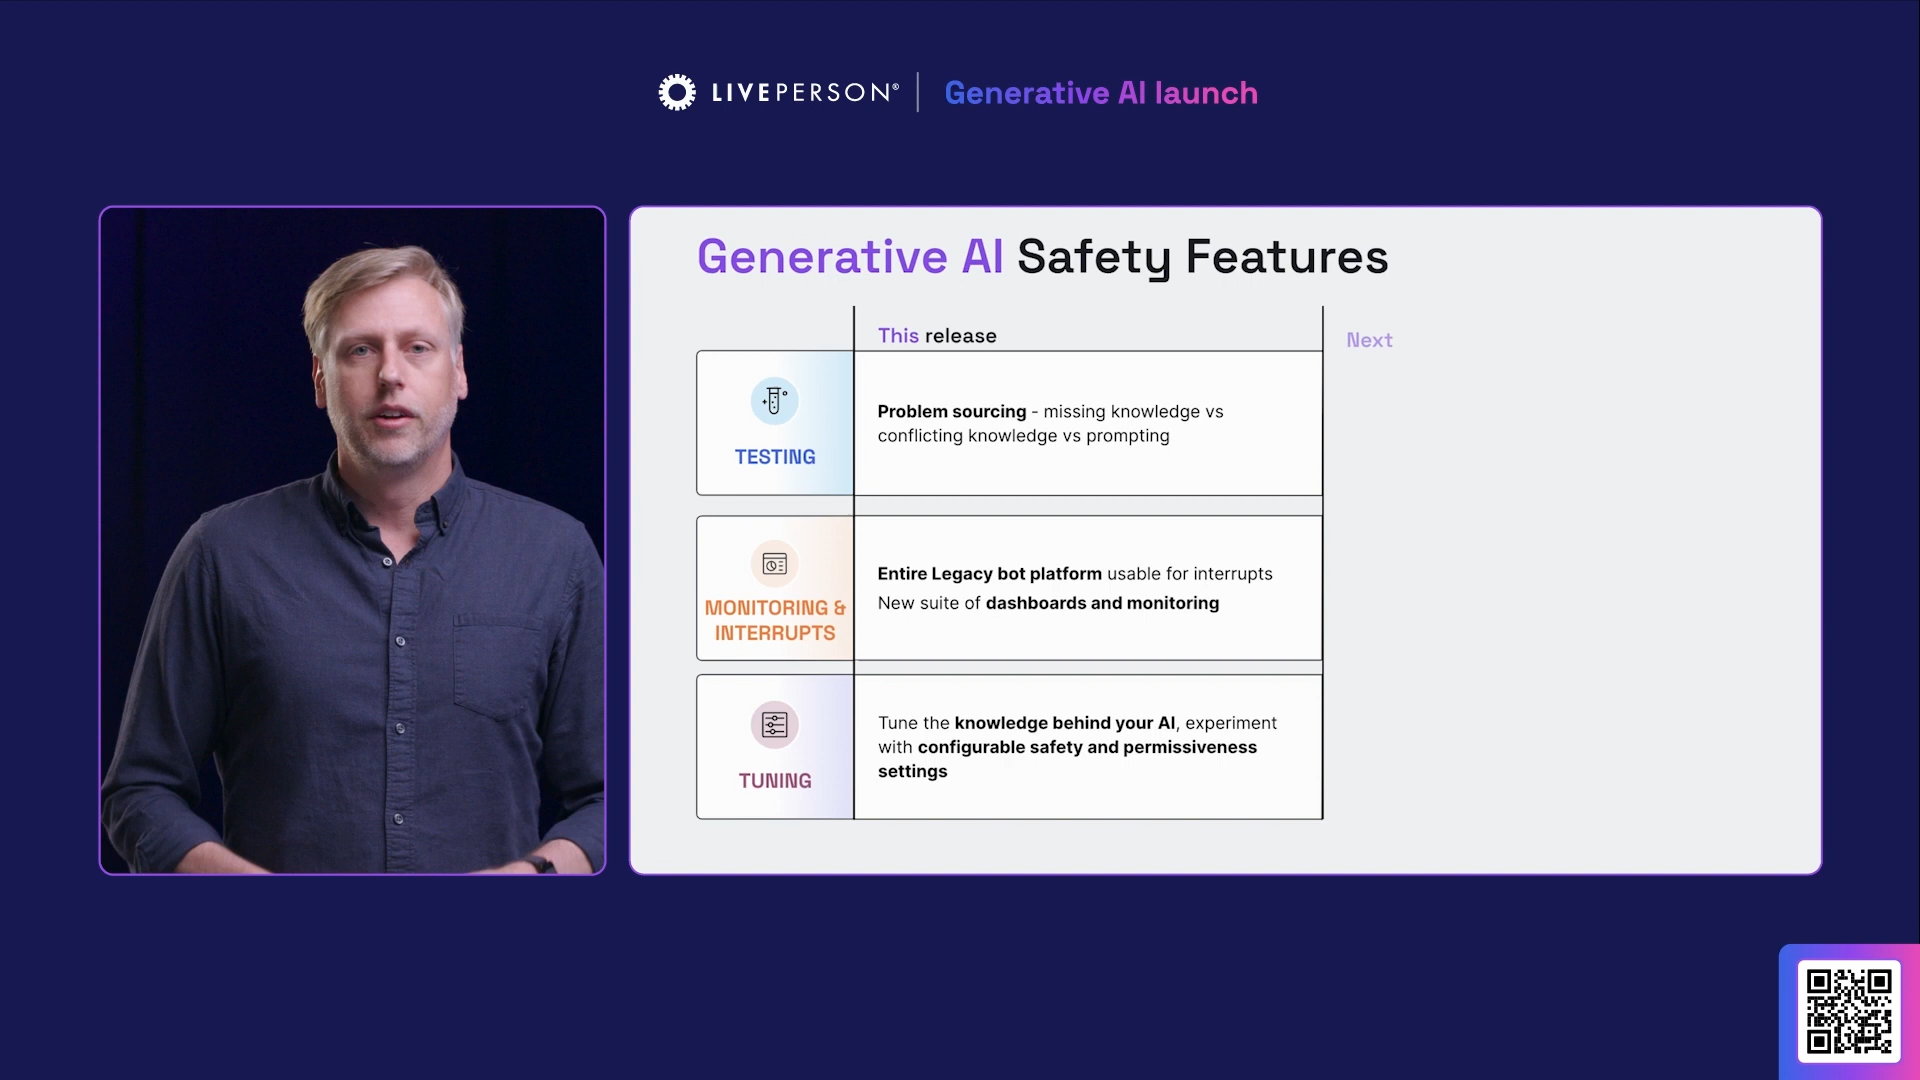 LIVEPERSON® Generative AI launch
Generative AI Safety Features
This release
Next
TESTING
Problem sourcing - missing knowledge vs
conflicting knowledge vs prompting
MONITORING &
INTERRUPTS
Entire Legacy bot platform usable for interrupts
New suite of dashboards and monitoring
TUNING
Tune the knowledge behind your AI, experiment
with configurable safety and permissiveness
settings